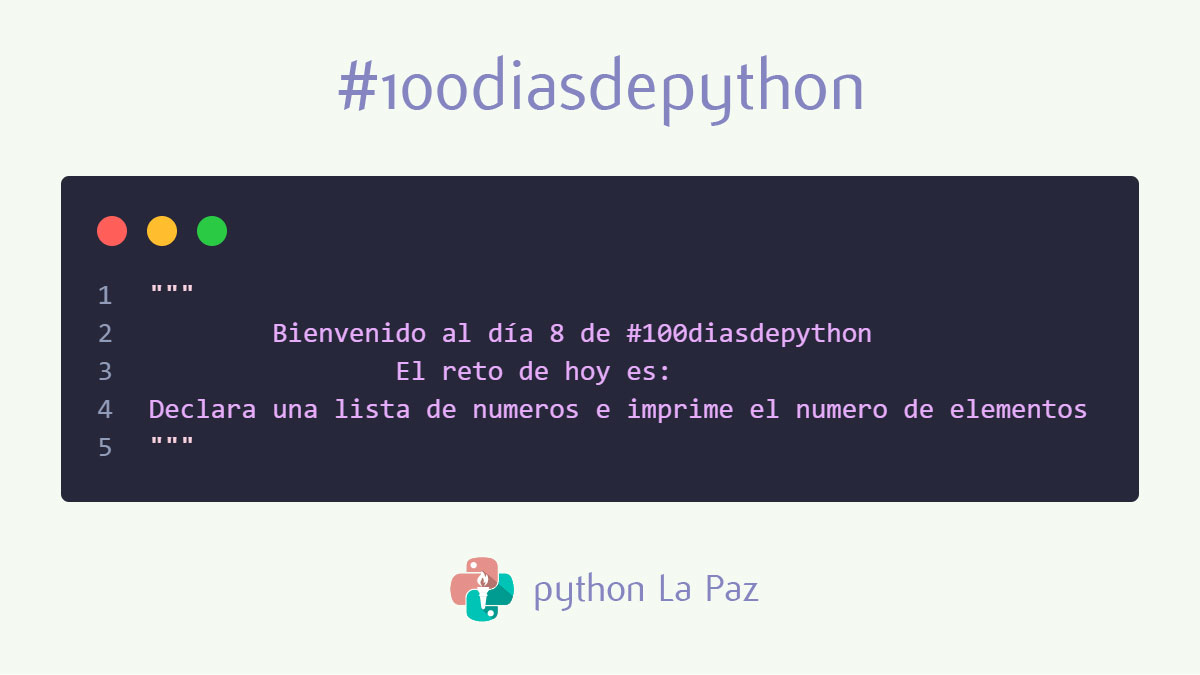 #100diasdepython
1 """
2 Bienvenido al día 8 de #100diasdepython
3 El reto de hoy es:
4 Declara una lista de numeros e imprime el numero de elementos
5 """
python La Paz